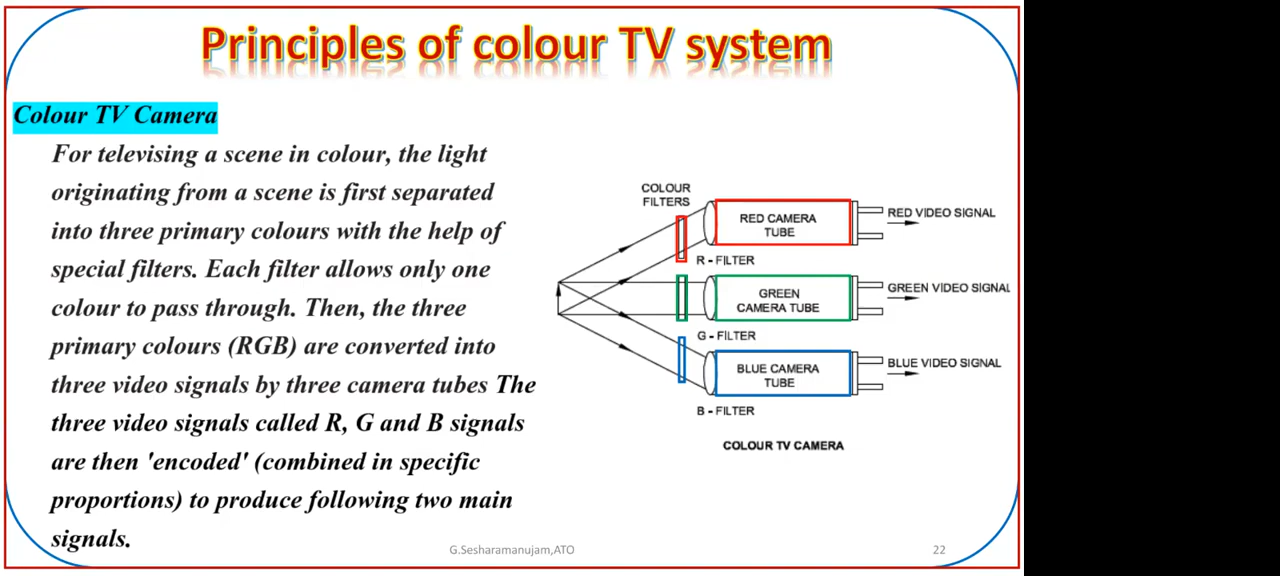 Principles of colour TV system
Colour TV Camera
For televising a scene in colour, the light
originating from a scene is first separated
into three primary colours with the help of
special filters. Each filter allows only one
colour to pass through. Then, the three
primary colours (RGB) are converted into
three video signals by three camera tubes The
three video signals called R, G and B signals
are then 'encoded' (combined in specific
proportions) to produce following two main
signals.
COLOUR
FILTERS
RED CAMERA
TUBE
RED VIDEO SIGNAL
R - FILTER
GREEN
CAMERA TUBE
GREEN VIDEO SIGNAL
G - FILTER
BLUE CAMERA
TUBE
BLUE VIDEO SIGNAL
B - FILTER
COLOUR TV CAMERA
G.Sesharamanujam,ATO
22